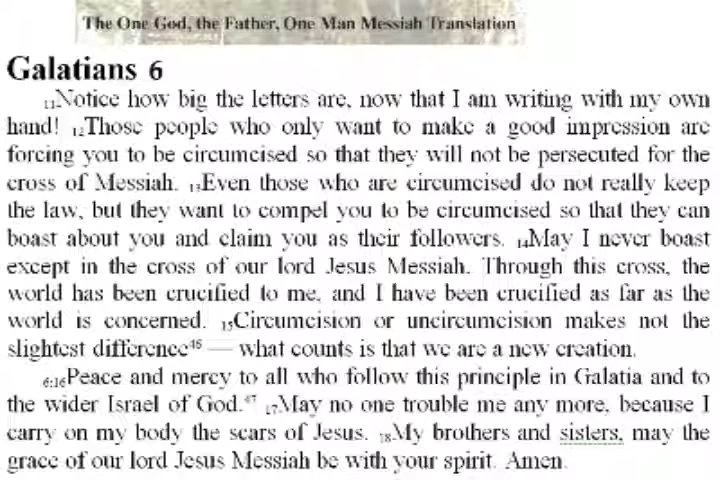 The One God, the Father, One Man Messiah Translation
Galatians 6
11Notice how big the letters are, now that I am writing with my own
hand! 12Those people who only want to make a good impression are
forcing you to be circumcised so that they will not be persecuted for the
cross of Messiah. 13Even those who are circumcised do not really keep
the law, but they want to compel you to be circumcised so that they can
boast about you and claim you as their followers. 14May I never boast
except in the cross of our lord Jesus Messiah. Through this cross, the
world has been crucified to me, and I have been crucified as far as the
world is concerned. 15Circumcision or uncircumcision makes not the
slightest difference46 — what counts is that we are a new creation.
6:16Peace and mercy to all who follow this principle in Galatia and to
the wider Israel of God.47 17May no one trouble me any more, because I
carry on my body the scars of Jesus. 18My brothers and sisters, may the
grace of our lord Jesus Messiah be with your spirit. Amen.